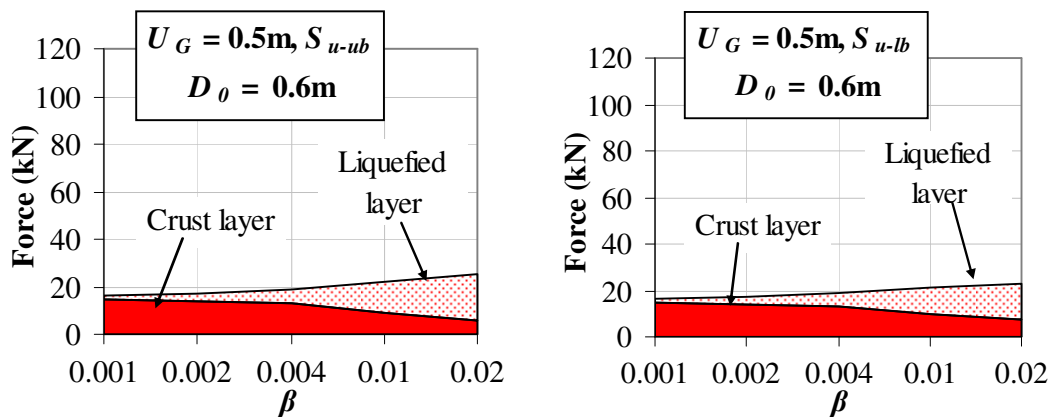 U G = 0.5m, S u-ub
D 0 = 0.6m
120
100
80
60
40
20
0
Force (kN)
Liquefied
layer
Crust layer
0.001 0.002 0.004 0.01 0.02
β
U G = 0.5m, S u-lb
D 0 = 0.6m
120
100
80
60
40
20
0
Force (kN)
Liquefied
layer
Crust layer
0.001 0.002 0.004 0.01 0.02
β